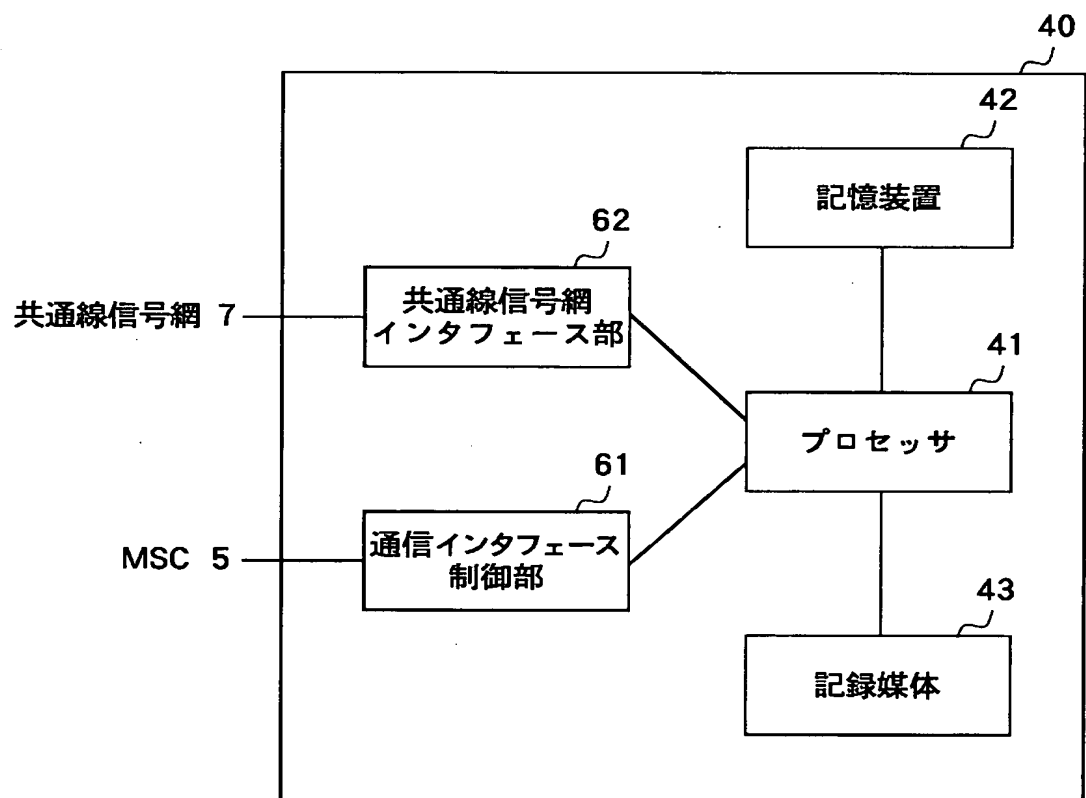 40
42
記憶装置
62
共通線信号網 7
共通線信号網
インタフェース部
41
プロセッサ
61
MSC 5
通信インタフェース
制御部
43
記録媒体